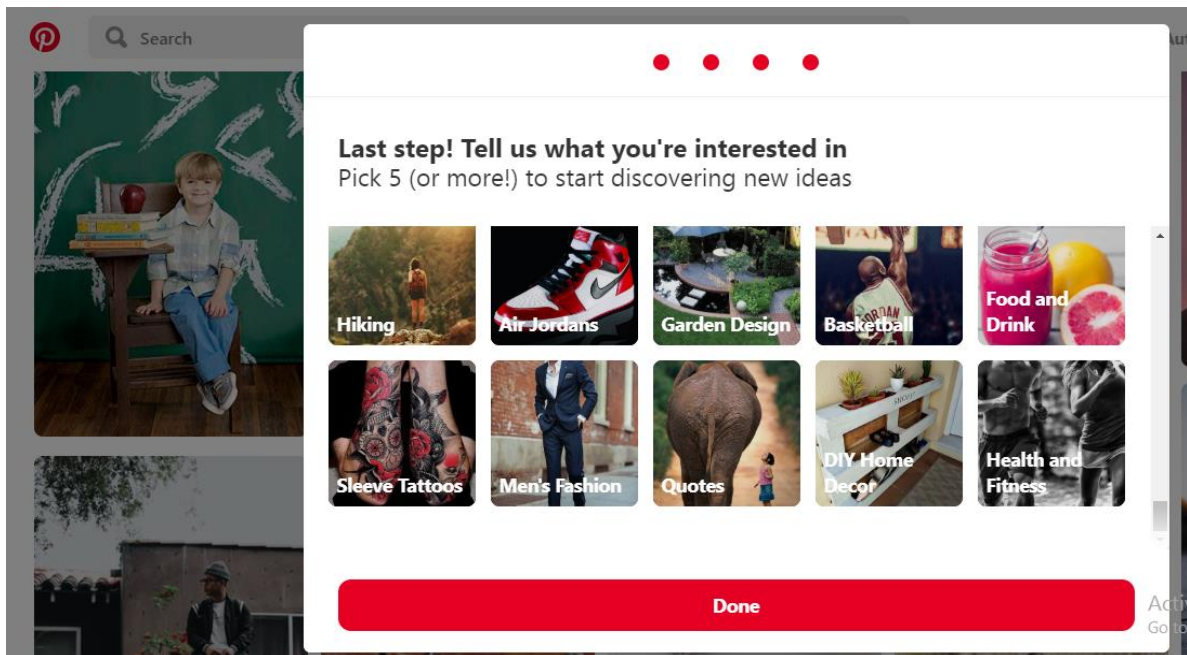 Search
Last step! Tell us what you're interested in
Pick 5 (or more!) to start discovering new ideas
Hiking
Air Jordans
Garden Design
Basketball
Food and
Drink
Sleeve Tattoos
Men's Fashion
Quotes
DIY Home
Decor
Health and
Fitness
Done
Go to